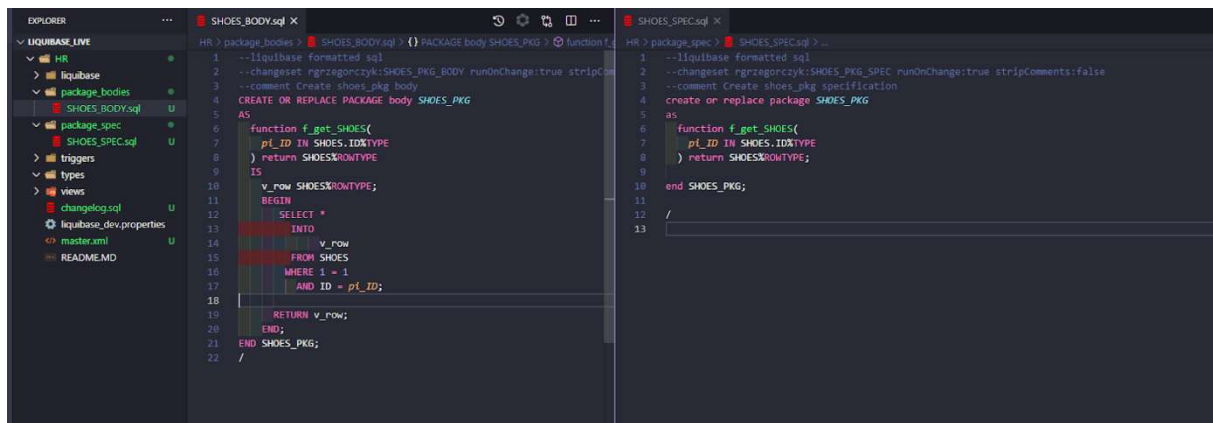 EXPLORER
LIQUIBASE_LIVE
HR
liquibase
package_bodies
SHOES_BODY.sql U
package_spec
SHOES_SPEC.sql U
triggers
types
views
changelog.sql U
liquibase_dev.properties
master.xml U
README.MD
SHOES_BODY.sql
HR > package_bodies > SHOES_BODY.sql > {} PACKAGE body SHOES_PKG > function f_g
1 --liquibase formatted sql
2 --changeset rgrzegorczyk:SHOES_PKG_BODY runOnChange:true stripCom
3 --comment Create shoes_pkg body
4 CREATE OR REPLACE PACKAGE body SHOES_PKG
5 AS
6 function f_get_SHOES(
7 pi_ID IN SHOES.ID%TYPE
8 ) return SHOES%ROWTYPE
9 IS
10 v_row SHOES%ROWTYPE;
11 BEGIN
12 SELECT *
13 INTO
14 v_row
15 FROM SHOES
16 WHERE 1 = 1
17 AND ID = pi_ID;
18
19 RETURN v_row;
20 END;
21 END SHOES_PKG;
22 /
SHOES_SPEC.sql
HR > package_spec > SHOES_SPEC.sql > ...
1 --liquibase formatted sql
2 --changeset rgrzegorczyk:SHOES_PKG_SPEC runOnChange:true stripComments:false
3 --comment Create shoes_pkg specification
4 create or replace package SHOES_PKG
5 as
6 function f_get_SHOES(
7 pi_ID IN SHOES.ID%TYPE
8 ) return SHOES%ROWTYPE;
9
10 end SHOES_PKG;
11
12 /
13